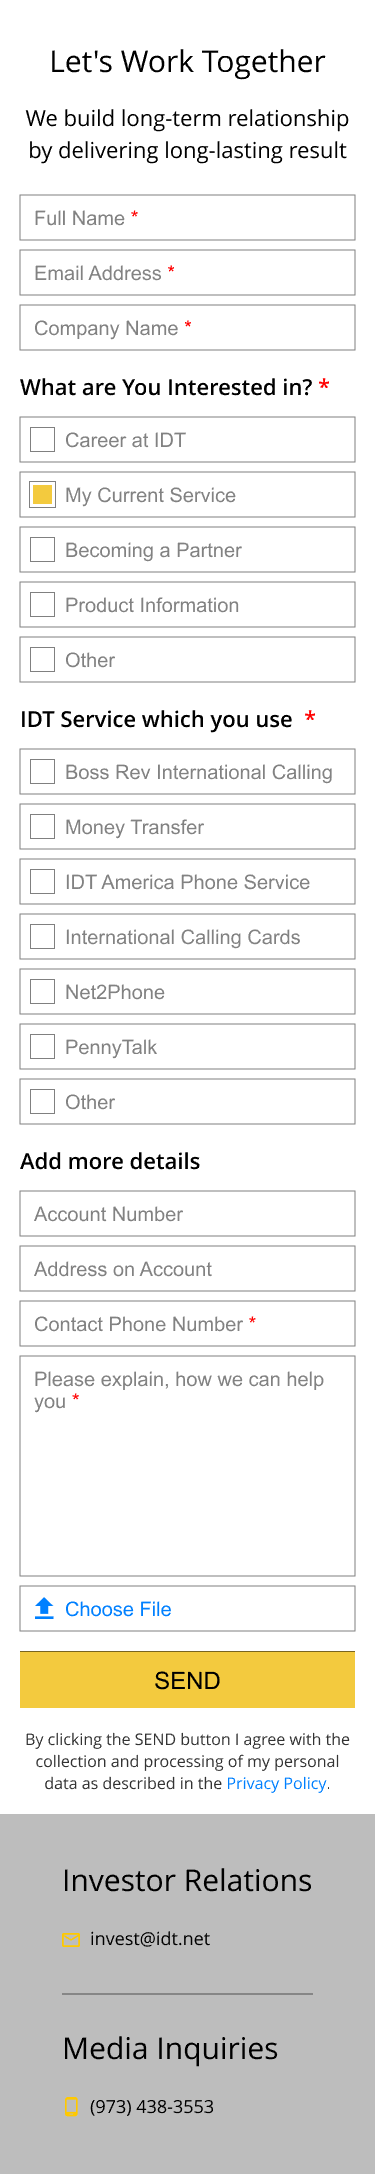 Let's Work Together
We build long-term relationship
by delivering long-lasting result
Full Name *
Email Address *
Company Name *
What are You Interested in? *
Career at IDT
My Current Service
Becoming a Partner
Product Information
Other
IDT Service which you use *
Boss Rev International Calling
Money Transfer
IDT America Phone Service
International Calling Cards
Net2Phone
PennyTalk
Other
Add more details
Account Number
Address on Account
Contact Phone Number *
Please explain, how we can help
you *
Choose File
SEND
By clicking the SEND button I agree with the
collection and processing of my personal
data as described in the Privacy Policy.
Investor Relations
invest@idt.net
Media Inquiries
(973) 438-3553